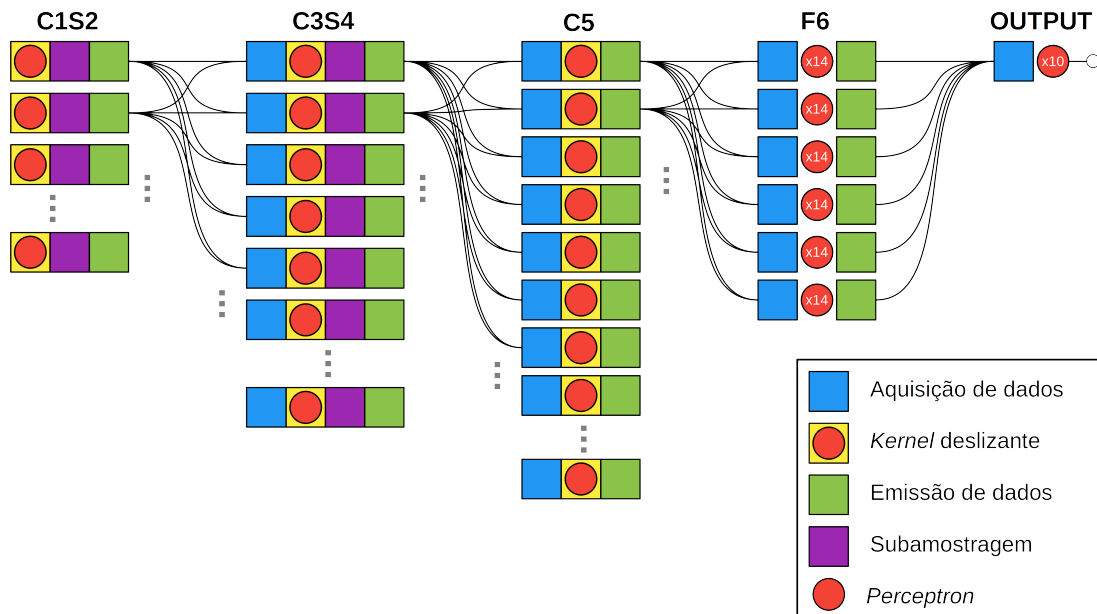 C1S2
C3S4
C5
F6
OUTPUT
x14
x10
x14
x14
x14
x14
x14
Aquisição de dados
Kernel deslizante
Emissão de dados
Subamostragem
Perceptron